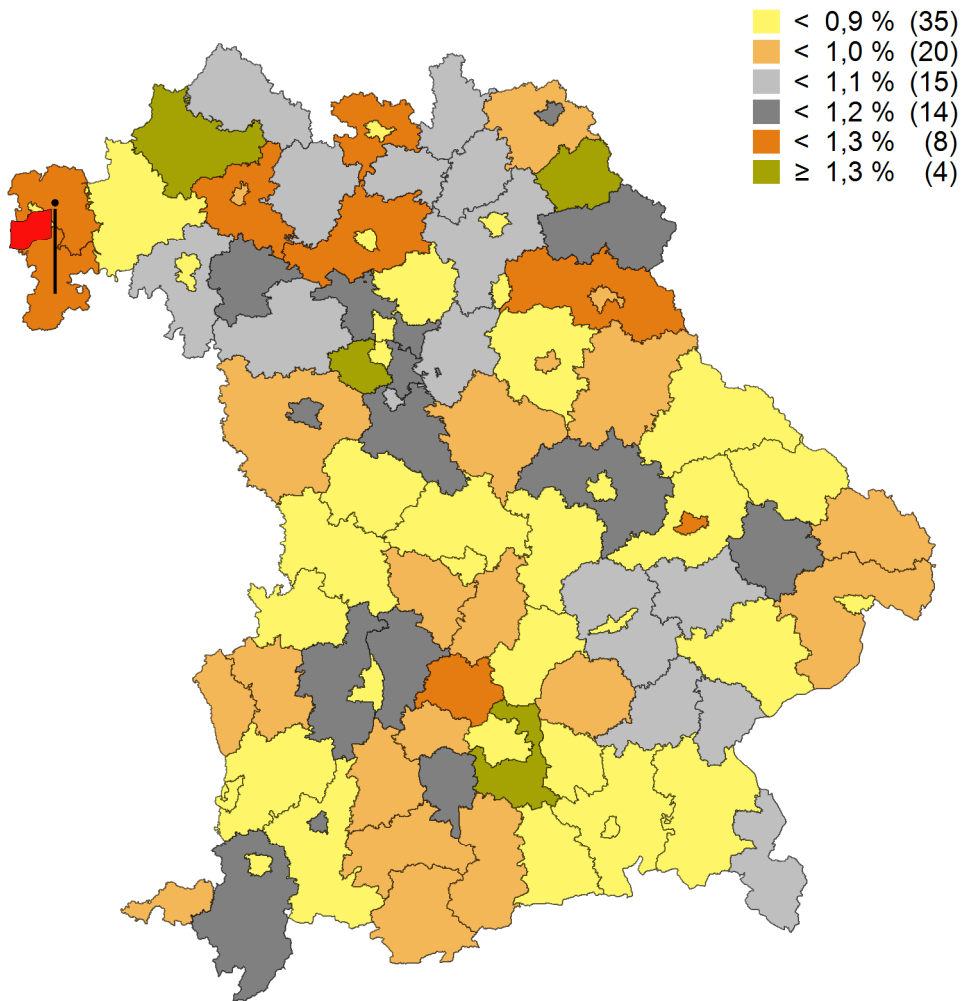 < 0,9 % (35)
< 1,0 % (20)
< 1,1 % (15)
< 1,2 % (14)
< 1,3 % (8)
≥ 1,3 % (4)